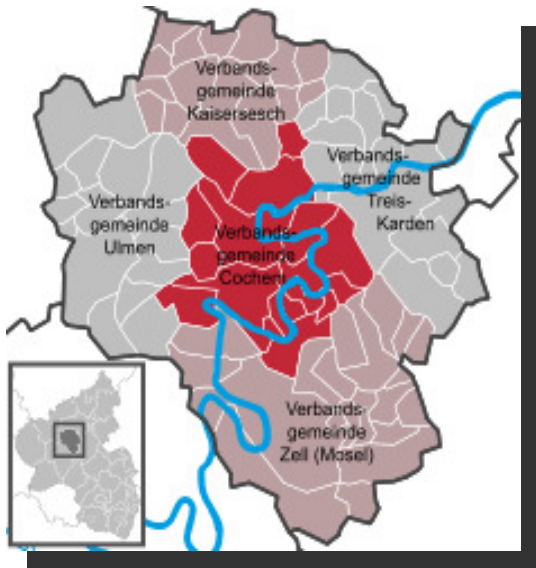 Verbands-
gemeinde
Kaisersesch
Verbands-
gemeinde
Treis-
Karden
Verbands-
gemeinde
Ulmen
Verbands-
gemeinde
Cochem
Verbands-
gemeinde
Zell (Mosel)